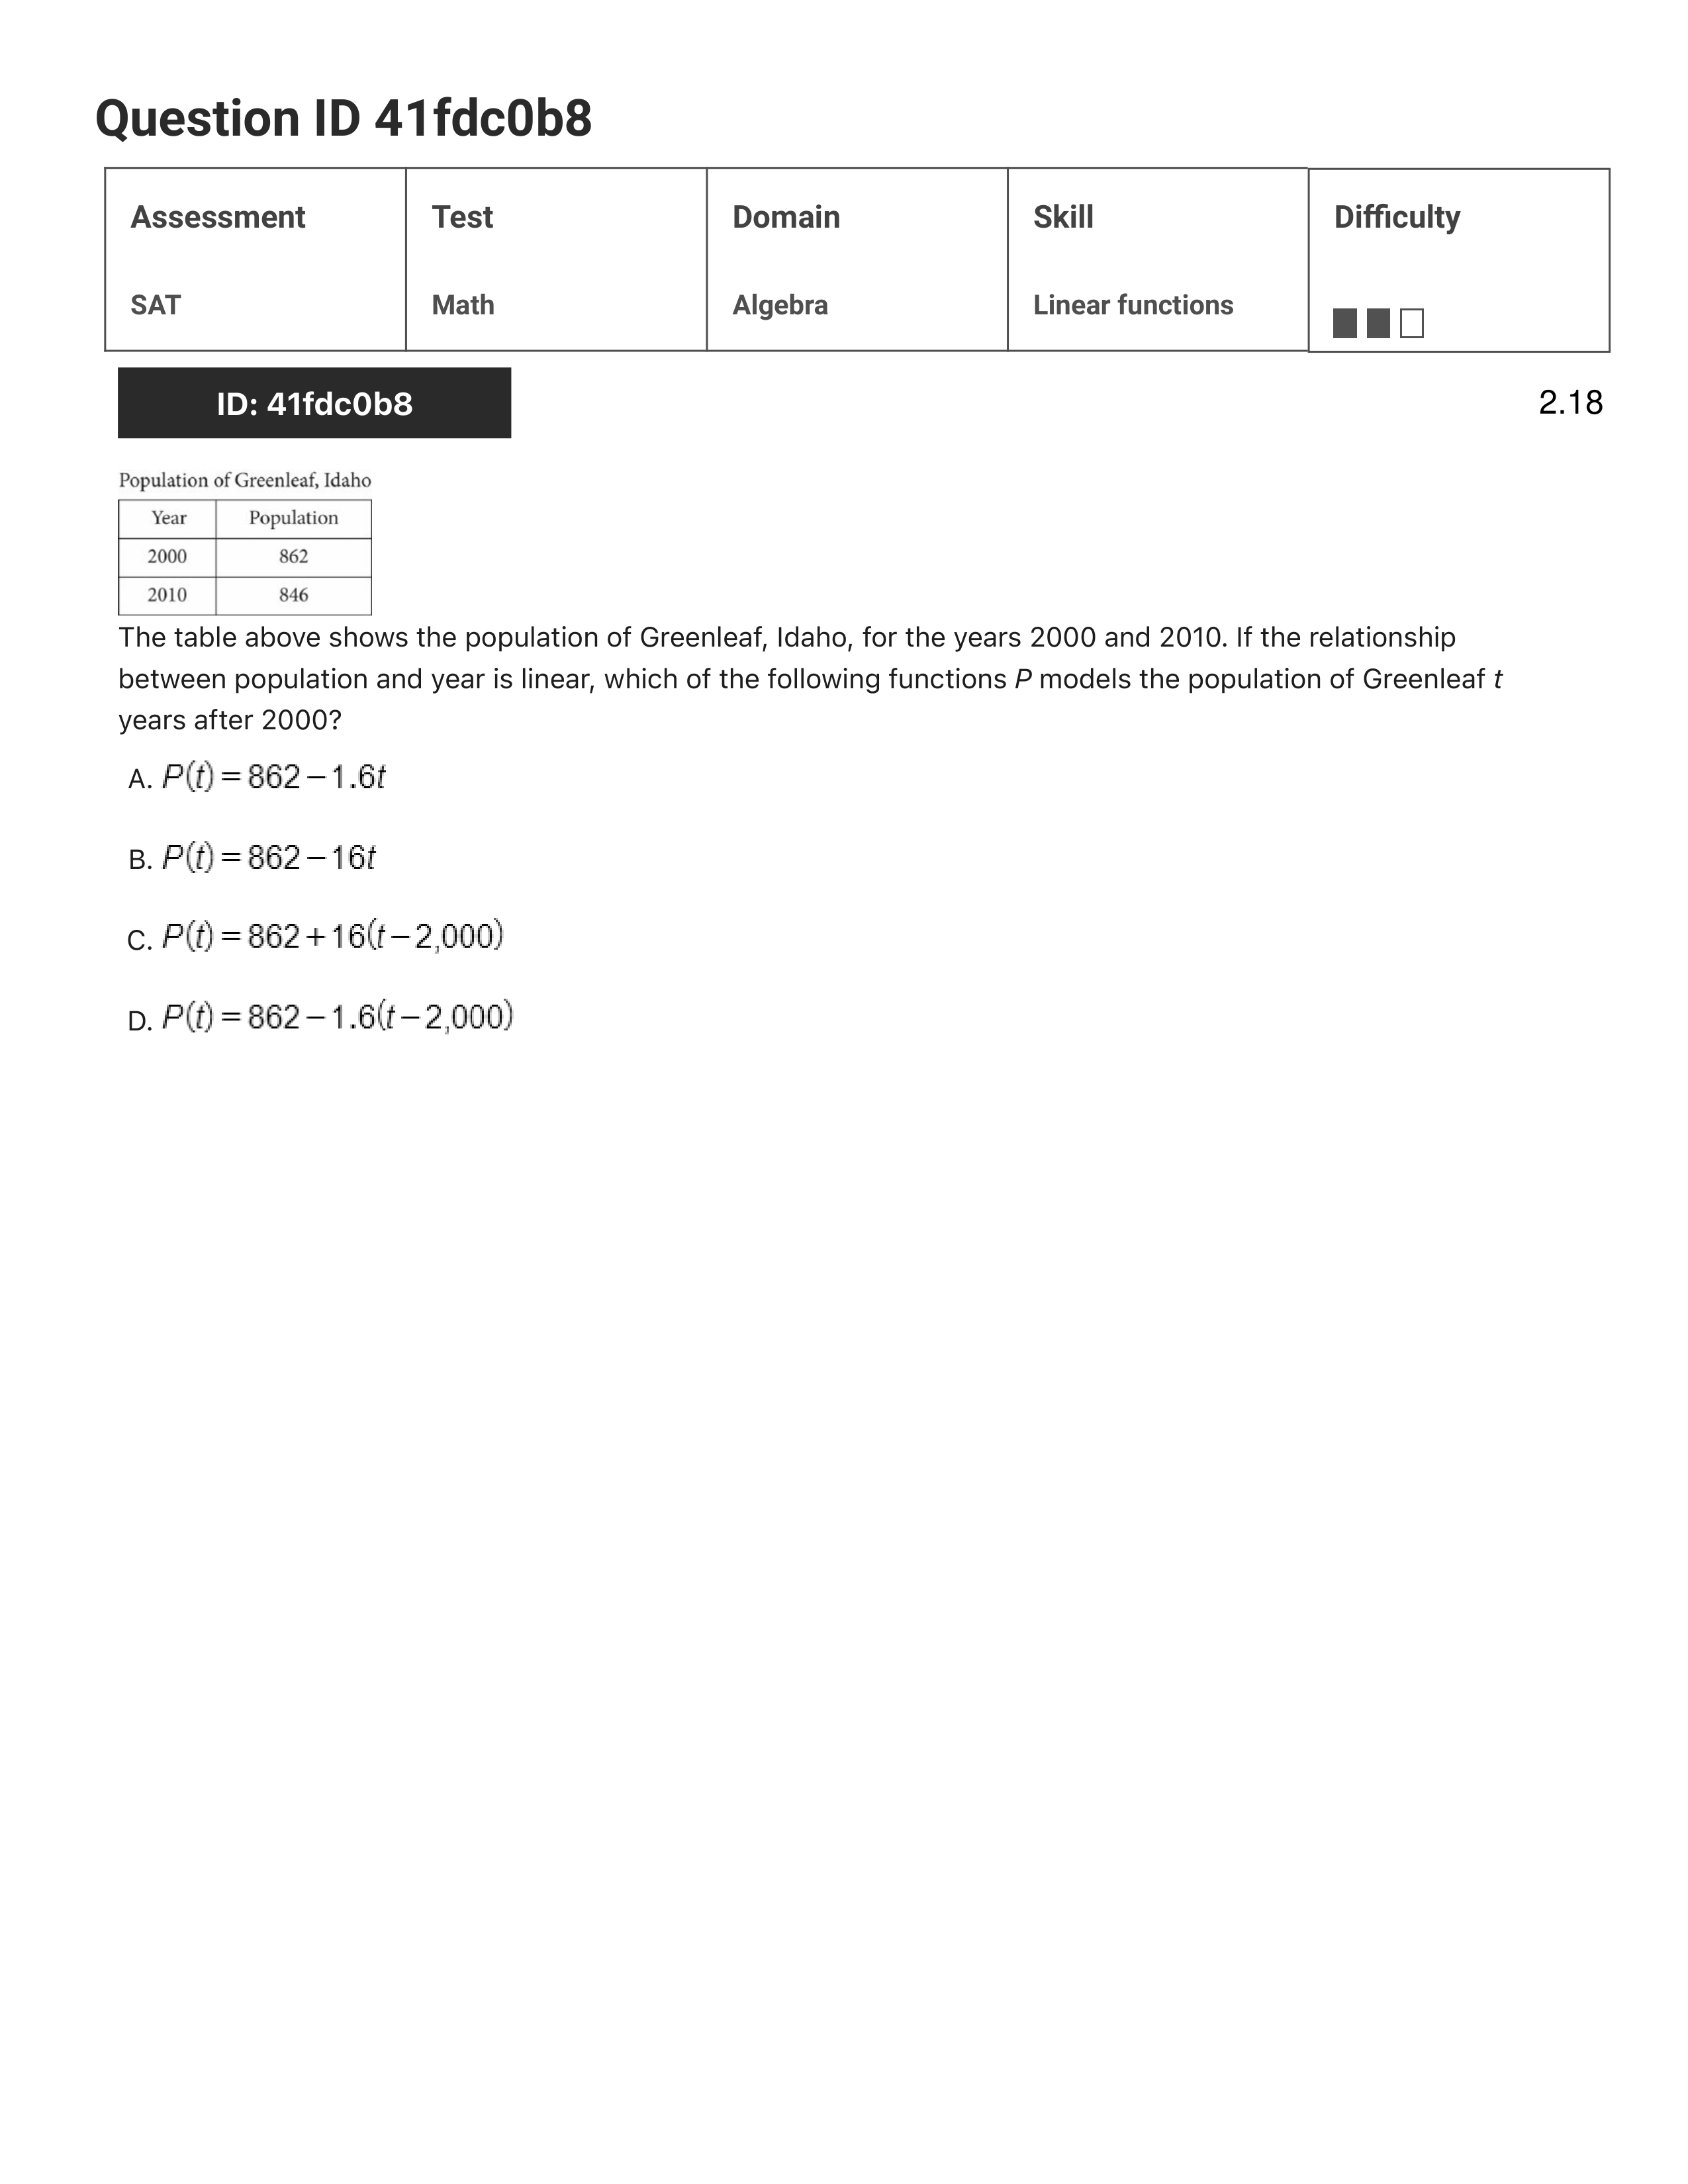 Question ID 41fdc0b8
Assessment Test Domain Skill Difficulty
SAT Math Algebra Linear functions
ID: 41fdc0b8 2.18
Population of Greenleaf, Idaho
Year Population
2000 862
2010 846
The table above shows the population of Greenleaf, Idaho, for the years 2000 and 2010. If the relationship
between population and year is linear, which of the following functions P models the population of Greenleaf t
years after 2000?
A. P(t) = 862 – 1.6t
B. P(t) = 862 – 16t
C. P(t) = 862 + 16(t – 2,000)
D. P(t) = 862 – 1.6(t – 2,000)